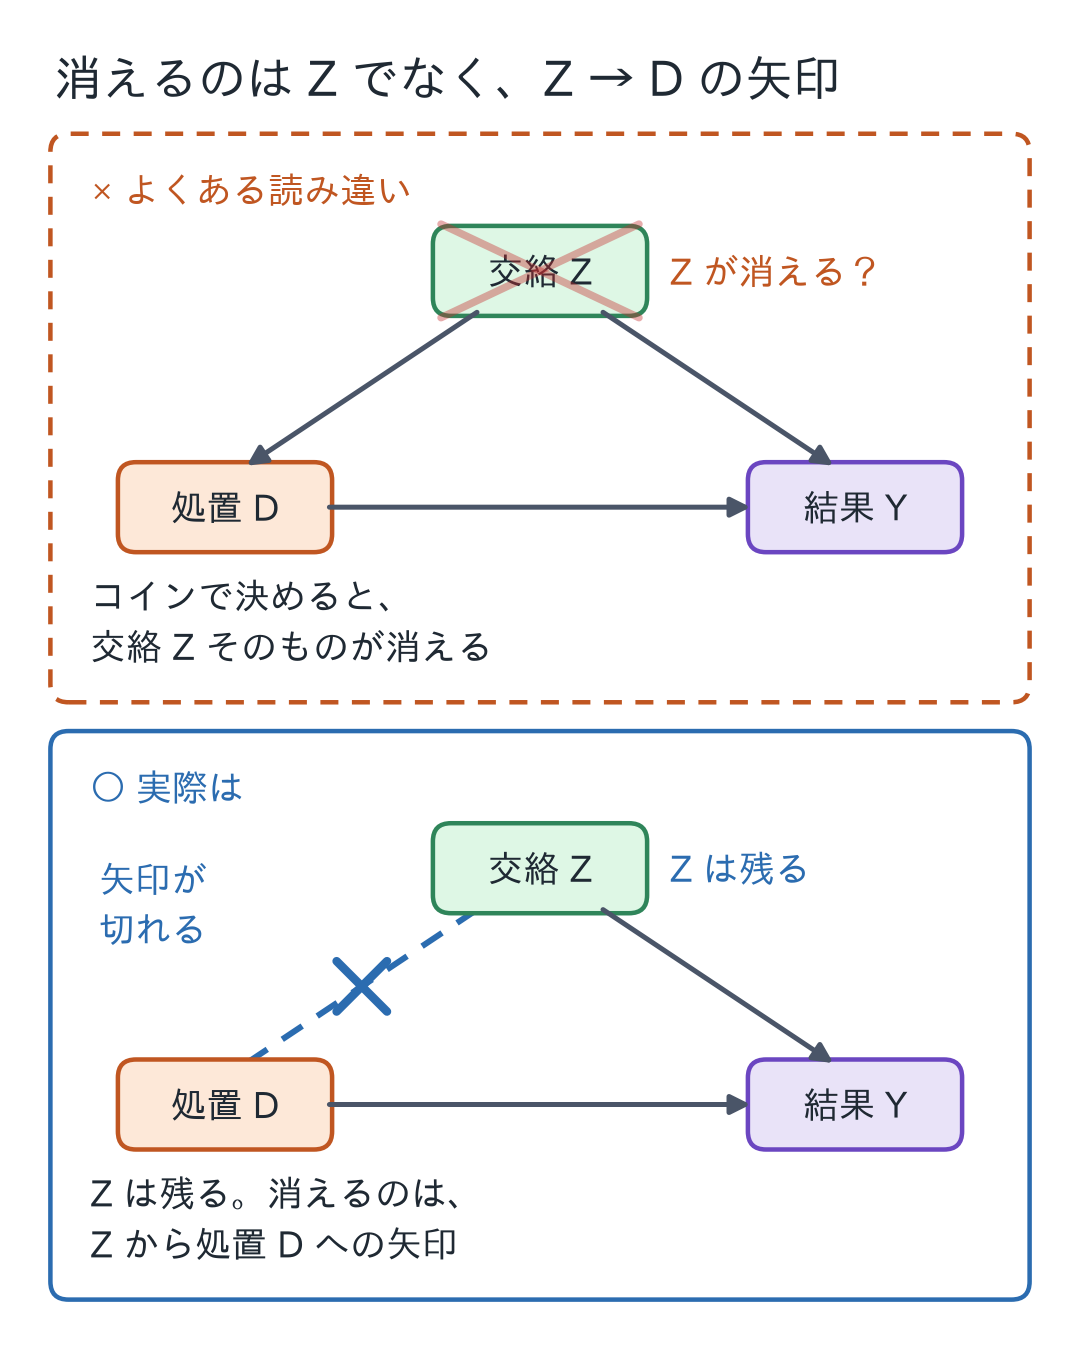 消えるのは Z でなく、Z → D の矢印
× よくある読み違い
交絡 Z
Z が消える？
処置 D
結果 Y
コインで決めると、
交絡 Z そのものが消える
○ 実際は
矢印が
切れる
交絡 Z
Z は残る
処置 D
結果 Y
Z は残る。消えるのは、
Z から処置 D への矢印